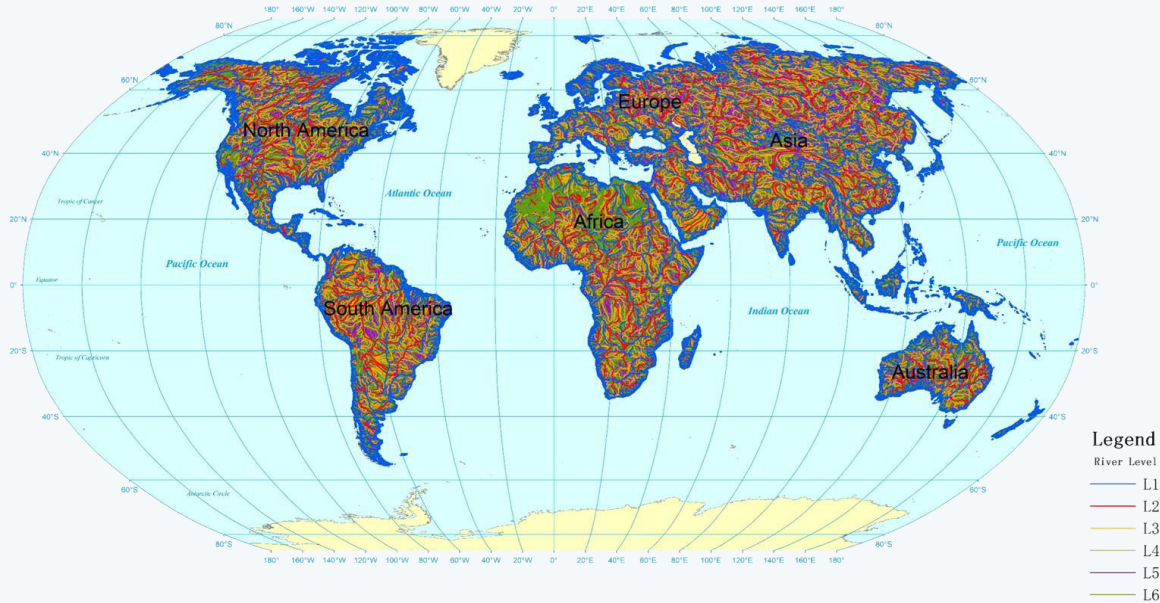 180° 160°W 140°W 120°W 100°W 80°W 60°W 40°W 20°W 0° 20°E 40°E 60°E 80°E 100°E 120°E 140°E 160°E 180°
80°N 80°N
60°N 60°N
Europe
North America
Asia
40°N 40°N
Atlantic Ocean
Tropic of Cancer
20°N Africa 20°N
Pacific Ocean
Pacific Ocean
Equator
0° 0°
South America
Indian Ocean
20°S 20°S
Tropic of Capricorn
Australia
40°S 40°S
Legend
River Level
L1
L2
L3
L4
L5
L6
60°S 60°S
Antarctic Circle
80°S 80°S
180° 160°W 140°W 120°W 100°W 80°W 60°W 40°W 20°W 0° 20°E 40°E 60°E 80°E 100°E 120°E 140°E 160°E 180°